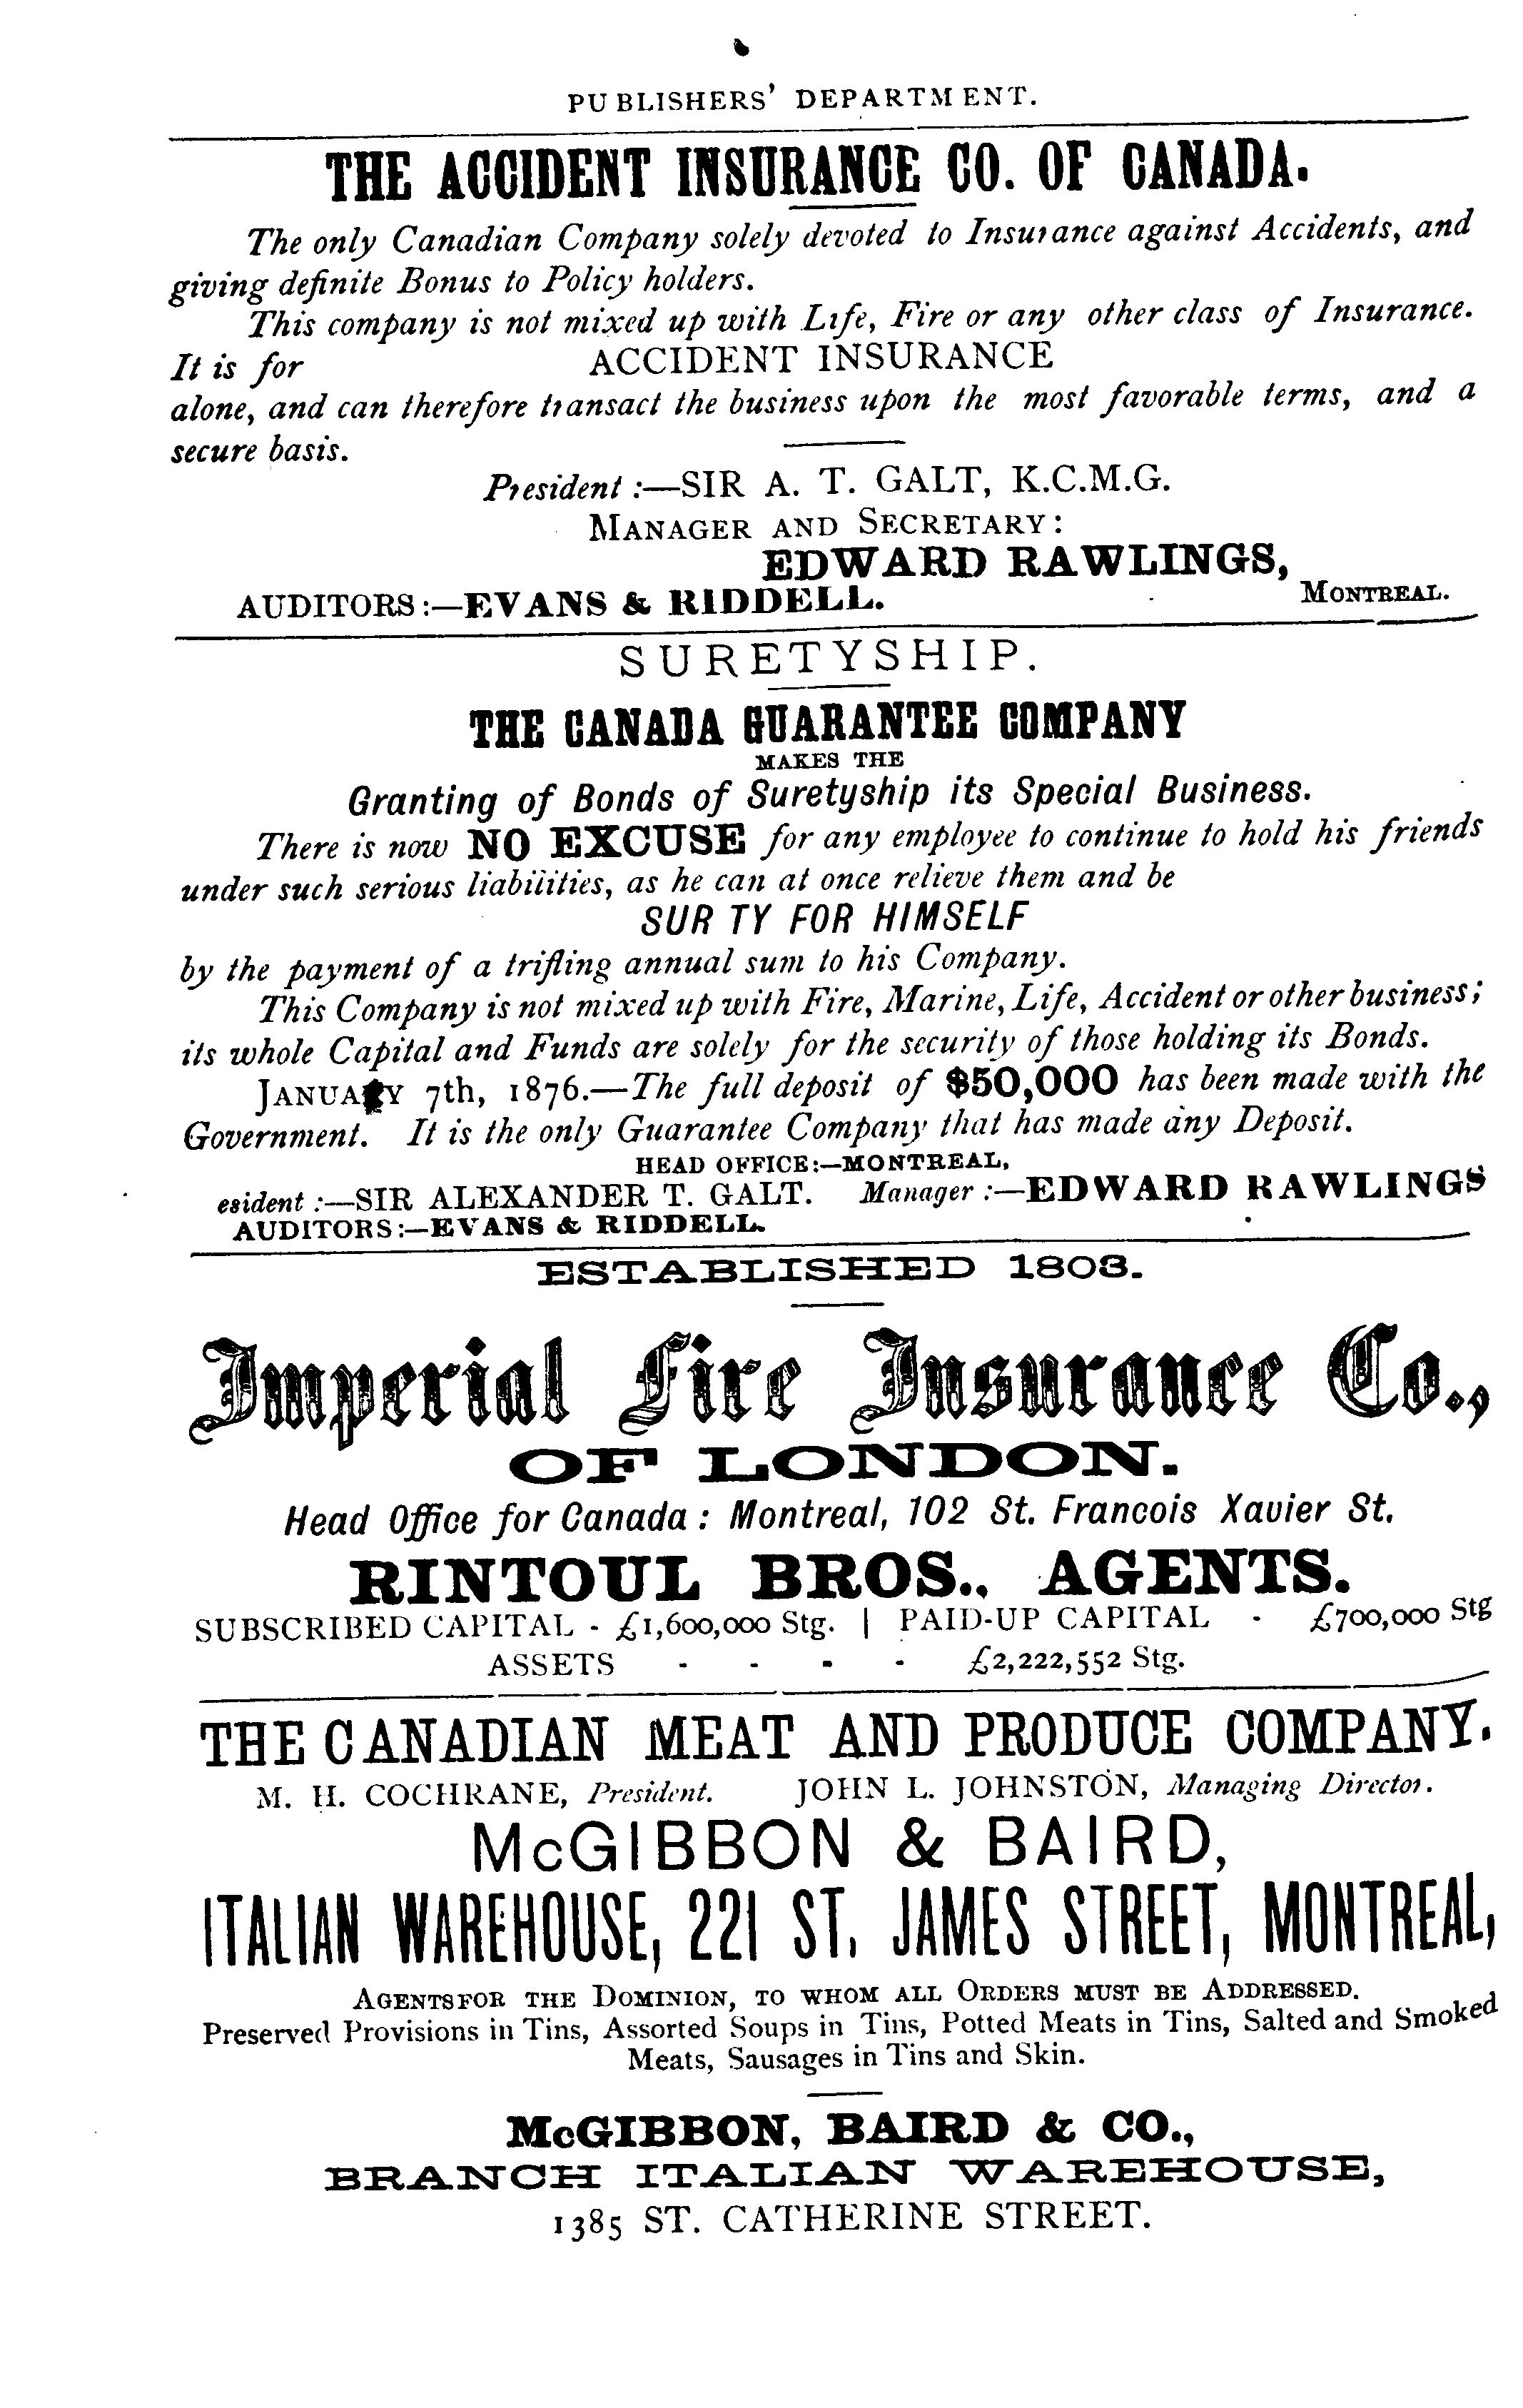 PUBLISHERS' DEPARTMENT.
THE ACCIDENT INSURANCE CO. OF CANADA.
The only Canadian Company solely devoted to Insurance against Accidents, and
giving definite Bonus to Policy holders.
This company is not mixed up with Life, Fire or any other class of Insurance.
It is for ACCIDENT INSURANCE
alone, and can therefore transact the business upon the most favorable terms, and a
secure basis.
President :—SIR A. T. GALT, K.C.M.G.
MANAGER AND SECRETARY:
EDWARD RAWLINGS,
AUDITORS:—EVANS & RIDDELL. MONTREAL.
SURETYSHIP.
THE CANADA GUARANTEE COMPANY
MAKES THE
Granting of Bonds of Suretyship its Special Business.
There is now NO EXCUSE for any employee to continue to hold his friends
under such serious liabilities, as he can at once relieve them and be
SUR TY FOR HIMSELF
by the payment of a trifling annual sum to his Company.
This Company is not mixed up with Fire, Marine, Life, Accident or other business;
its whole Capital and Funds are solely for the security of those holding its Bonds.
JANUARY 7th, 1876.—The full deposit of $50,000 has been made with the
Government. It is the only Guarantee Company that has made any Deposit.
HEAD OFFICE:—MONTREAL,
esident :—SIR ALEXANDER T. GALT. Manager :—EDWARD RAWLINGS
AUDITORS:—EVANS & RIDDELL.
ESTABLISHED 1803.
Imperial Fire Insurance Co.,
OF LONDON.
Head Office for Canada: Montreal, 102 St. Francois Xavier St.
RINTOUL BROS., AGENTS.
SUBSCRIBED CAPITAL - £1,600,000 Stg. | PAID-UP CAPITAL - £700,000 Stg
ASSETS - - - - £2,222,552 Stg.
THE CANADIAN MEAT AND PRODUCE COMPANY.
M. H. COCHRANE, President. JOHN L. JOHNSTON, Managing Director.
McGIBBON & BAIRD,
ITALIAN WAREHOUSE, 221 ST. JAMES STREET, MONTREAL,
AGENTS FOR THE DOMINION, TO WHOM ALL ORDERS MUST BE ADDRESSED.
Preserved Provisions in Tins, Assorted Soups in Tins, Potted Meats in Tins, Salted and Smoked
Meats, Sausages in Tins and Skin.
McGIBBON, BAIRD & CO.,
BRANCH ITALIAN WAREHOUSE,
1385 ST. CATHERINE STREET.